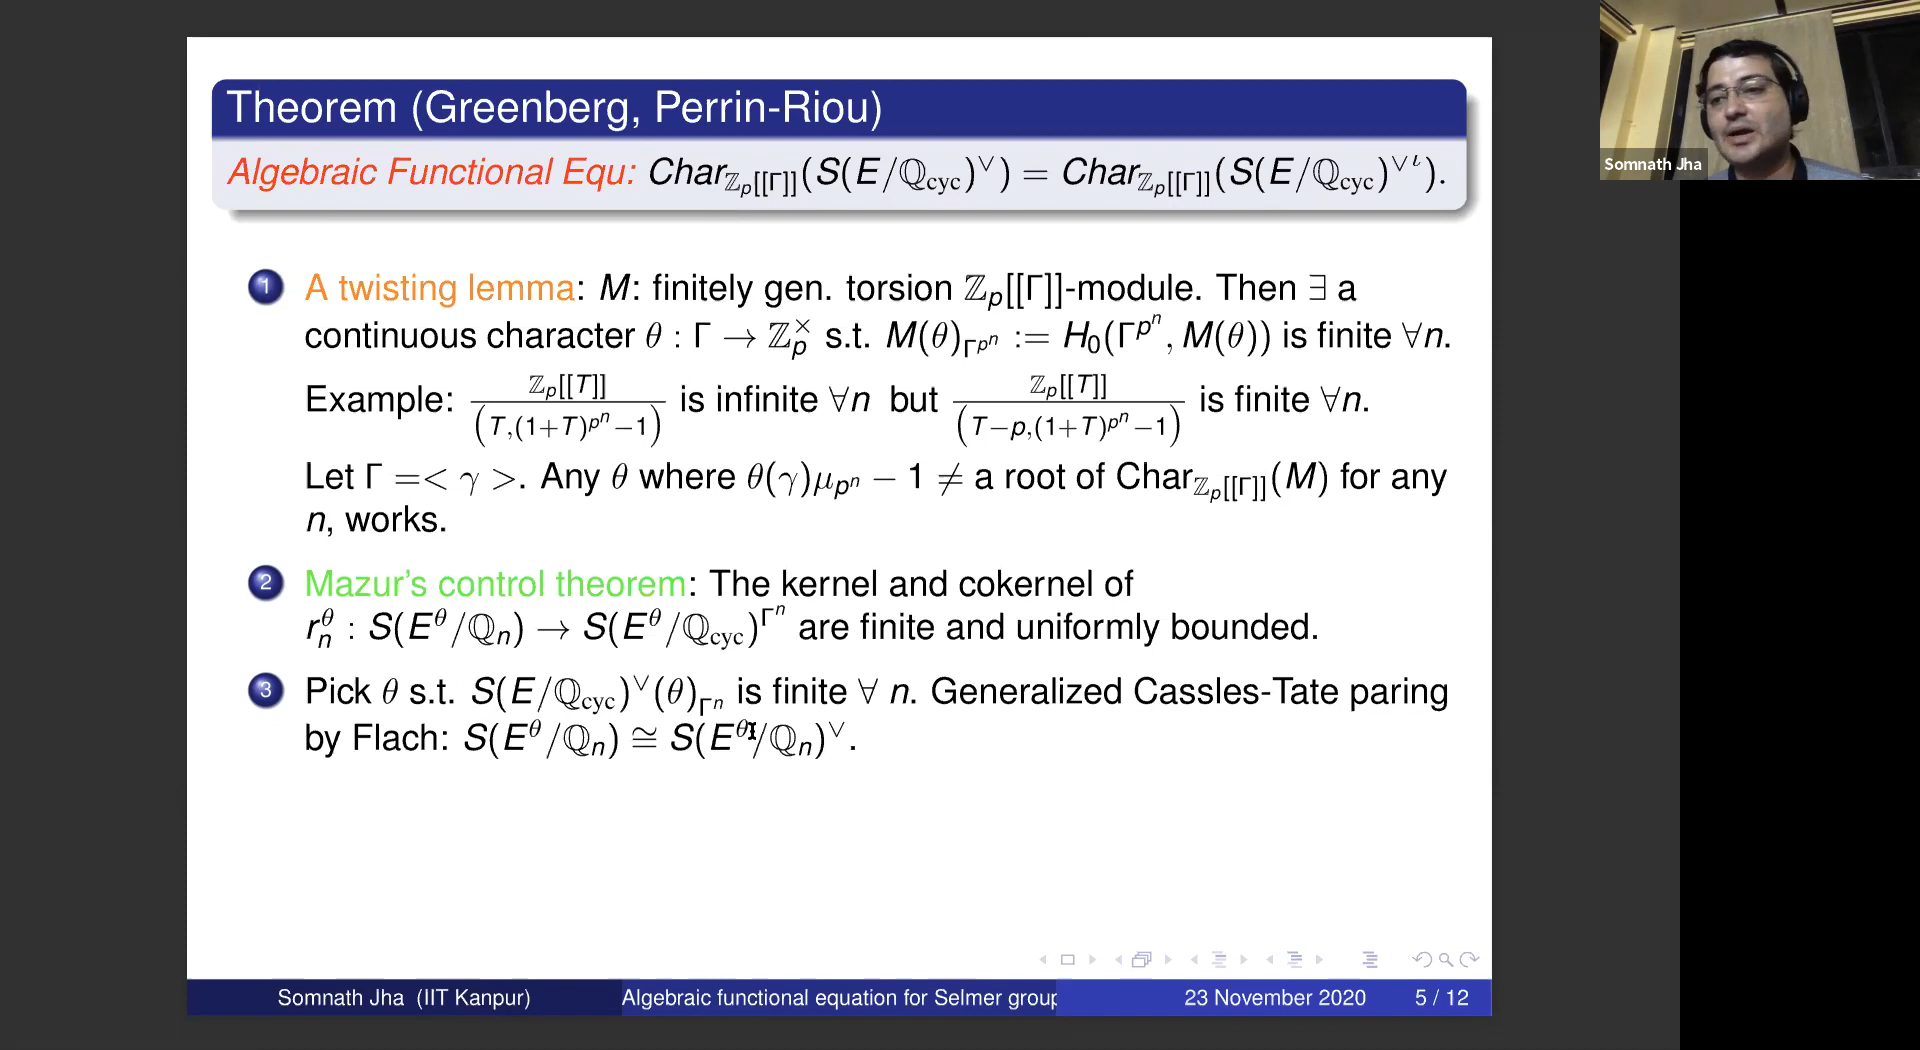 Theorem (Greenberg, Perrin-Riou)
Algebraic Functional Equ: Char_{ℤ_p[[Γ]]}(S(E/ℚ_cyc)^∨) = Char_{ℤ_p[[Γ]]}(S(E/ℚ_cyc)^{∨^ι}).
Somnath Jha
1 A twisting lemma: M: finitely gen. torsion ℤ_p[[Γ]]-module. Then ∃ a
continuous character θ : Γ → ℤ_p^× s.t. M(θ)_{Γ^{p^n}} := H_0(Γ^{p^n}, M(θ)) is finite ∀n.
Example: ℤ_p[[T]] / (T,(1+T)^{p^n}−1) is infinite ∀n but ℤ_p[[T]] / (T−p,(1+T)^{p^n}−1) is finite ∀n.
Let Γ =< γ >. Any θ where θ(γ)μ_{p^n} − 1 ≠ a root of Char_{ℤ_p[[Γ]]}(M) for any
n, works.
2 Mazur's control theorem: The kernel and cokernel of
r_n^θ : S(E^θ/ℚ_n) → S(E^θ/ℚ_cyc)^{Γ^n} are finite and uniformly bounded.
3 Pick θ s.t. S(E/ℚ_cyc)^∨(θ)_{Γ^n} is finite ∀ n. Generalized Cassles-Tate paring
by Flach: S(E^θ/ℚ_n) ≅ S(E^θ/ℚ_n)^∨.
Somnath Jha (IIT Kanpur)
Algebraic functional equation for Selmer group
23 November 2020
5 / 12